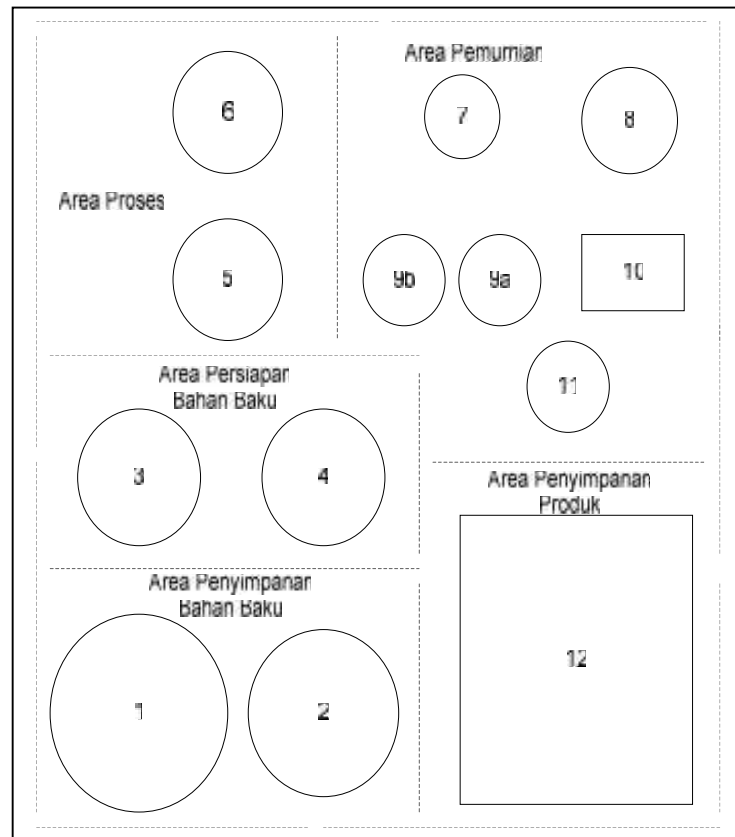 Area Pemurnian
6
7
8
Area Proses
5
9b
9a
10
11
Area Persiapan
Bahan Baku
3
4
Area Penyimpanan
Produk
12
Area Penyimpanan
Bahan Baku
1
2